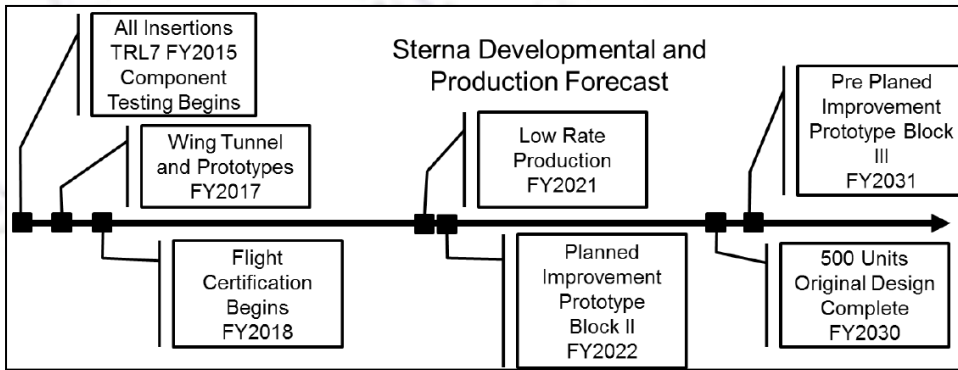 All Insertions
TRL7 FY2015
Component
Testing Begins
Wing Tunnel
and Prototypes
FY2017
Flight
Certification
Begins
FY2018
Sterna Developmental and
Production Forecast
Low Rate
Production
FY2021
Planned
Improvement
Prototype
Block II
FY2022
Pre Planed
Improvement
Prototype Block
III
FY2031
500 Units
Original Design
Complete
FY2030